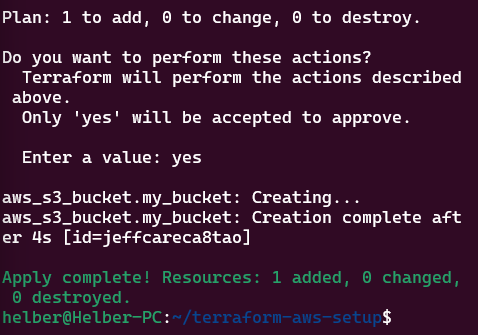 Plan: 1 to add, 0 to change, 0 to destroy.
Do you want to perform these actions?
  Terraform will perform the actions described
 above.
  Only 'yes' will be accepted to approve.
  Enter a value: yes
aws_s3_bucket.my_bucket: Creating...
aws_s3_bucket.my_bucket: Creation complete aft
er 4s [id=jeffcareca8tao]
Apply complete! Resources: 1 added, 0 changed,
 0 destroyed.
helber@Helber-PC:~/terraform-aws-setup$